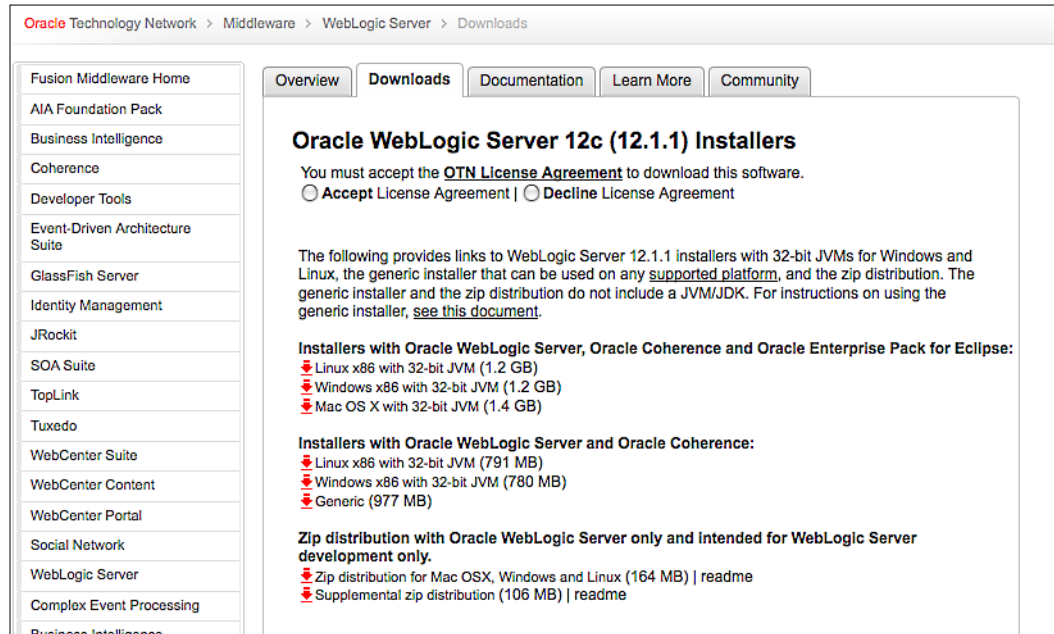 Oracle Technology Network > Middleware > WebLogic Server > Downloads
Fusion Middleware Home
AIA Foundation Pack
Business Intelligence
Coherence
Developer Tools
Event-Driven Architecture
Suite
GlassFish Server
Identity Management
JRockit
SOA Suite
TopLink
Tuxedo
WebCenter Suite
WebCenter Content
WebCenter Portal
Social Network
WebLogic Server
Complex Event Processing
Business Intelligence
Overview Downloads Documentation Learn More Community
Oracle WebLogic Server 12c (12.1.1) Installers
You must accept the OTN License Agreement to download this software.
Accept License Agreement | Decline License Agreement
The following provides links to WebLogic Server 12.1.1 installers with 32-bit JVMs for Windows and
Linux, the generic installer that can be used on any supported platform, and the zip distribution. The
generic installer and the zip distribution do not include a JVM/JDK. For instructions on using the
generic installer, see this document.
Installers with Oracle WebLogic Server, Oracle Coherence and Oracle Enterprise Pack for Eclipse:
Linux x86 with 32-bit JVM (1.2 GB)
Windows x86 with 32-bit JVM (1.2 GB)
Mac OS X with 32-bit JVM (1.4 GB)
Installers with Oracle WebLogic Server and Oracle Coherence:
Linux x86 with 32-bit JVM (791 MB)
Windows x86 with 32-bit JVM (780 MB)
Generic (977 MB)
Zip distribution with Oracle WebLogic Server only and intended for WebLogic Server
development only.
Zip distribution for Mac OSX, Windows and Linux (164 MB) | readme
Supplemental zip distribution (106 MB) | readme